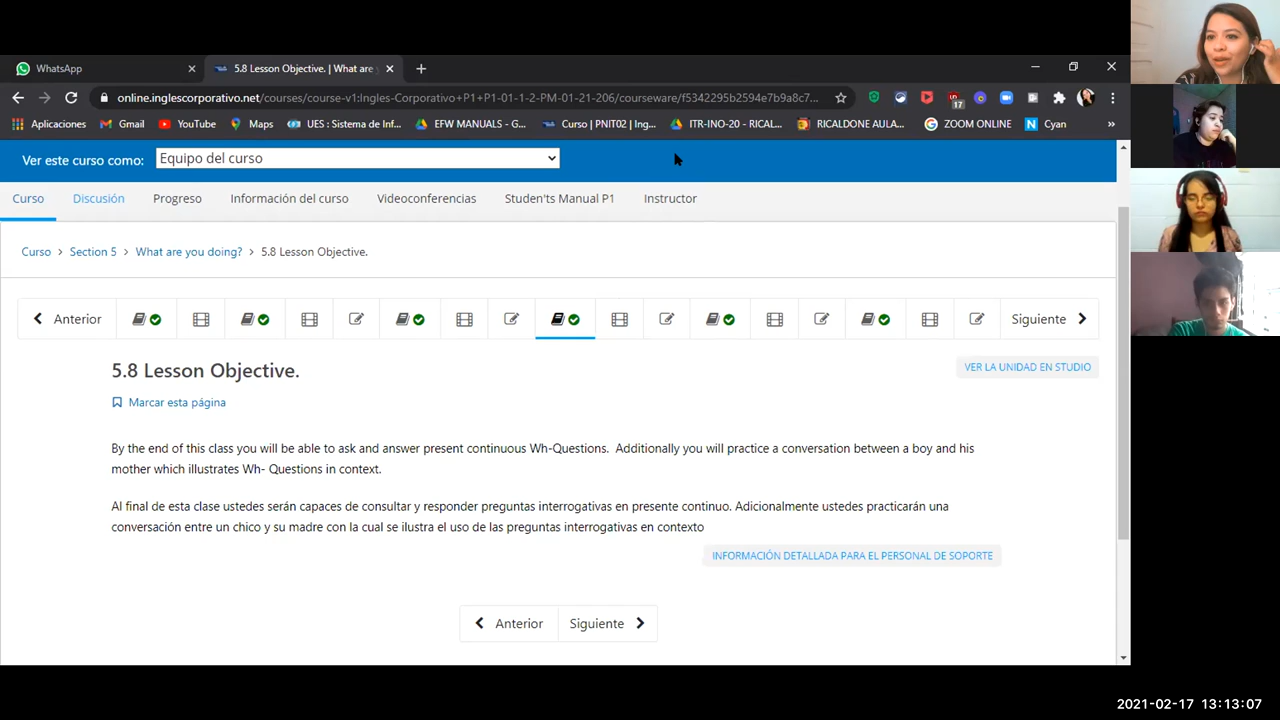 WhatsApp
5.8 Lesson Objective. | What are
online.inglescorporativo.net/courses/course-v1:Ingles-Corporativo+P1+P1-01-1-2-PM-01-21-206/courseware/f5342295b2594e7b9a8c7...
17
Aplicaciones Gmail YouTube Maps UES : Sistema de Inf... EFW MANUALS - ... Curso | PNIT02 | Ing... ITR-INO-20 - RICAL... RICALDONE AULA... ZOOM ONLINE Cyan »
Ver este curso como: Equipo del curso
Curso Discusión Progreso Información del curso Videoconferencias Studen'ts Manual P1 Instructor
Curso > Section 5 > What are you doing? > 5.8 Lesson Objective.
Anterior Siguiente
5.8 Lesson Objective.
VER LA UNIDAD EN STUDIO
Marcar esta página
By the end of this class you will be able to ask and answer present continuous Wh-Questions. Additionally you will practice a conversation between a boy and his
mother which illustrates Wh- Questions in context.
Al final de esta clase ustedes serán capaces de consultar y responder preguntas interrogativas en presente continuo. Adicionalmente ustedes practicarán una
conversación entre un chico y su madre con la cual se ilustra el uso de las preguntas interrogativas en contexto
INFORMACIÓN DETALLADA PARA EL PERSONAL DE SOPORTE
Anterior Siguiente
2021-02-17 13:13:07